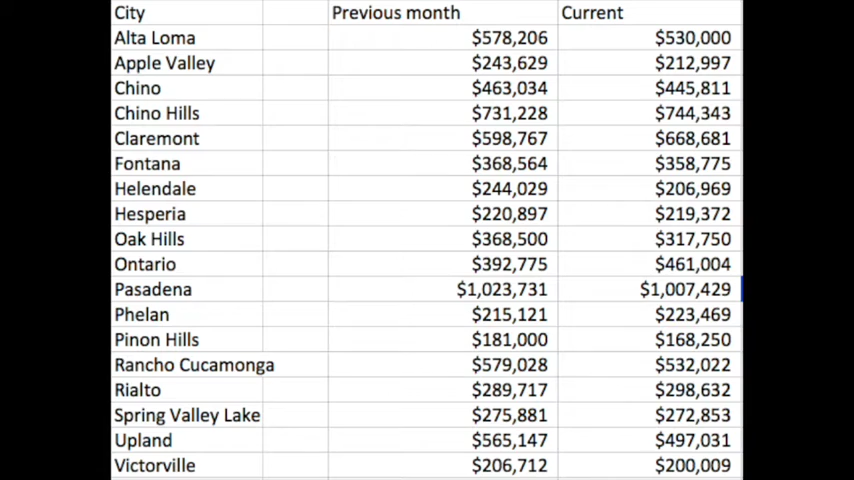 City Previous month Current
Alta Loma $578,206 $530,000
Apple Valley $243,629 $212,997
Chino $463,034 $445,811
Chino Hills $731,228 $744,343
Claremont $598,767 $668,681
Fontana $368,564 $358,775
Helendale $244,029 $206,969
Hesperia $220,897 $219,372
Oak Hills $368,500 $317,750
Ontario $392,775 $461,004
Pasadena $1,023,731 $1,007,429
Phelan $215,121 $223,469
Pinon Hills $181,000 $168,250
Rancho Cucamonga $579,028 $532,022
Rialto $289,717 $298,632
Spring Valley Lake $275,881 $272,853
Upland $565,147 $497,031
Victorville $206,712 $200,009